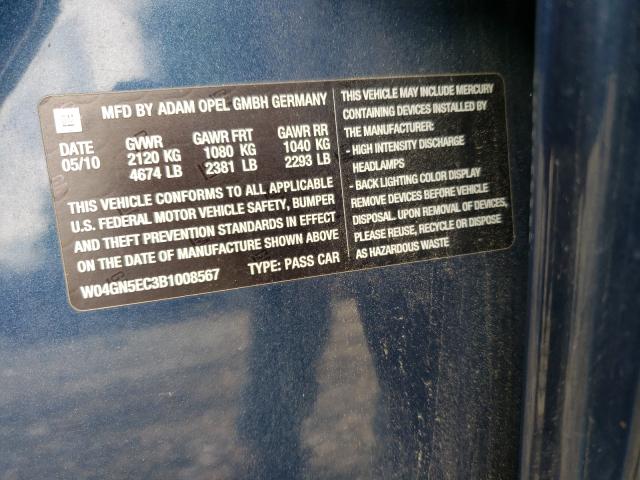 GM
MFD BY ADAM OPEL GMBH GERMANY
DATE GVWR GAWR FRT GAWR RR
05/10 2120 KG 1080 KG 1040 KG
4674 LB 2381 LB 2293 LB
THIS VEHICLE CONFORMS TO ALL APPLICABLE
U.S. FEDERAL MOTOR VEHICLE SAFETY, BUMPER
AND THEFT PREVENTION STANDARDS IN EFFECT
ON THE DATE OF MANUFACTURE SHOWN ABOVE
W04GN5EC3B1008567 TYPE: PASS CAR
THIS VEHICLE MAY INCLUDE MERCURY
CONTAINING DEVICES INSTALLED BY
THE MANUFACTURER:
- HIGH INTENSITY DISCHARGE
HEADLAMPS
- BACK LIGHTING COLOR DISPLAY
REMOVE DEVICES BEFORE VEHICLE
DISPOSAL. UPON REMOVAL OF DEVICES,
PLEASE REUSE, RECYCLE OR DISPOSE
AS HAZARDOUS WASTE